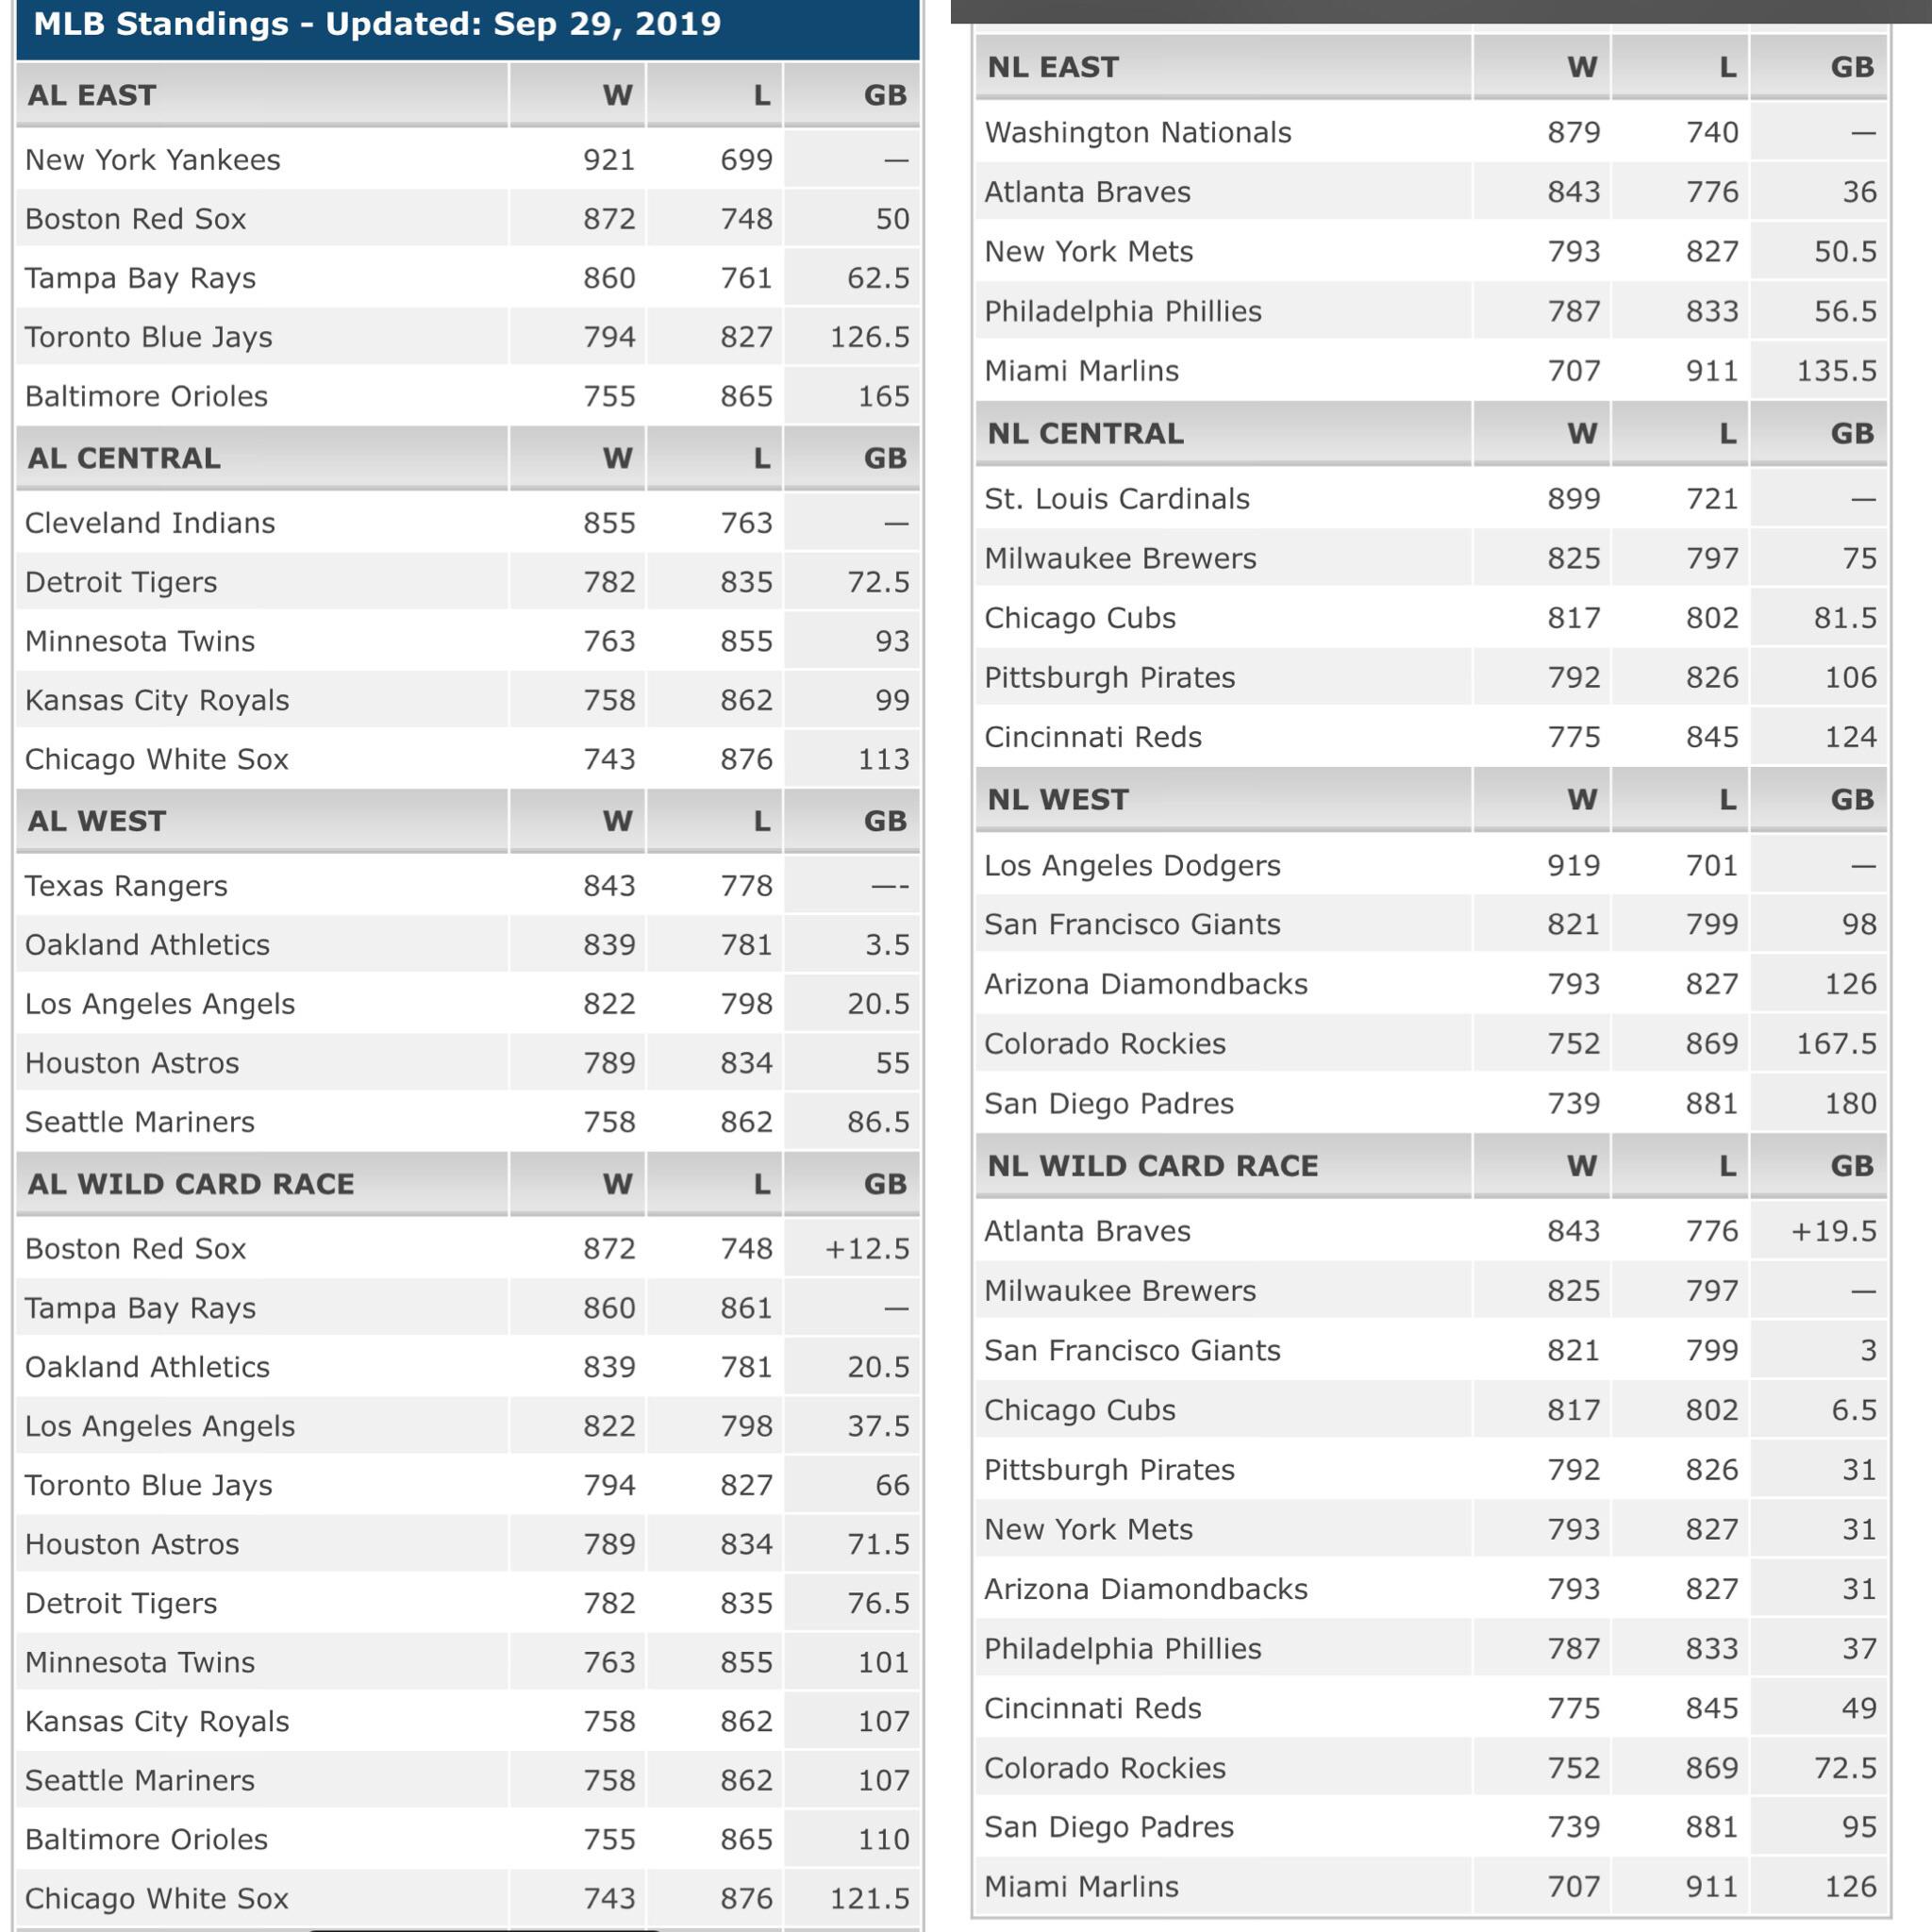 MLB Standings - Updated: Sep 29, 2019
AL EAST W L GB
New York Yankees 921 699 —
Boston Red Sox 872 748 50
Tampa Bay Rays 860 761 62.5
Toronto Blue Jays 794 827 126.5
Baltimore Orioles 755 865 165
AL CENTRAL W L GB
Cleveland Indians 855 763 —
Detroit Tigers 782 835 72.5
Minnesota Twins 763 855 93
Kansas City Royals 758 862 99
Chicago White Sox 743 876 113
AL WEST W L GB
Texas Rangers 843 778 —-
Oakland Athletics 839 781 3.5
Los Angeles Angels 822 798 20.5
Houston Astros 789 834 55
Seattle Mariners 758 862 86.5
AL WILD CARD RACE W L GB
Boston Red Sox 872 748 +12.5
Tampa Bay Rays 860 861 —
Oakland Athletics 839 781 20.5
Los Angeles Angels 822 798 37.5
Toronto Blue Jays 794 827 66
Houston Astros 789 834 71.5
Detroit Tigers 782 835 76.5
Minnesota Twins 763 855 101
Kansas City Royals 758 862 107
Seattle Mariners 758 862 107
Baltimore Orioles 755 865 110
Chicago White Sox 743 876 121.5
NL EAST W L GB
Washington Nationals 879 740 —
Atlanta Braves 843 776 36
New York Mets 793 827 50.5
Philadelphia Phillies 787 833 56.5
Miami Marlins 707 911 135.5
NL CENTRAL W L GB
St. Louis Cardinals 899 721 —
Milwaukee Brewers 825 797 75
Chicago Cubs 817 802 81.5
Pittsburgh Pirates 792 826 106
Cincinnati Reds 775 845 124
NL WEST W L GB
Los Angeles Dodgers 919 701 —
San Francisco Giants 821 799 98
Arizona Diamondbacks 793 827 126
Colorado Rockies 752 869 167.5
San Diego Padres 739 881 180
NL WILD CARD RACE W L GB
Atlanta Braves 843 776 +19.5
Milwaukee Brewers 825 797 —
San Francisco Giants 821 799 3
Chicago Cubs 817 802 6.5
Pittsburgh Pirates 792 826 31
New York Mets 793 827 31
Arizona Diamondbacks 793 827 31
Philadelphia Phillies 787 833 37
Cincinnati Reds 775 845 49
Colorado Rockies 752 869 72.5
San Diego Padres 739 881 95
Miami Marlins 707 911 126